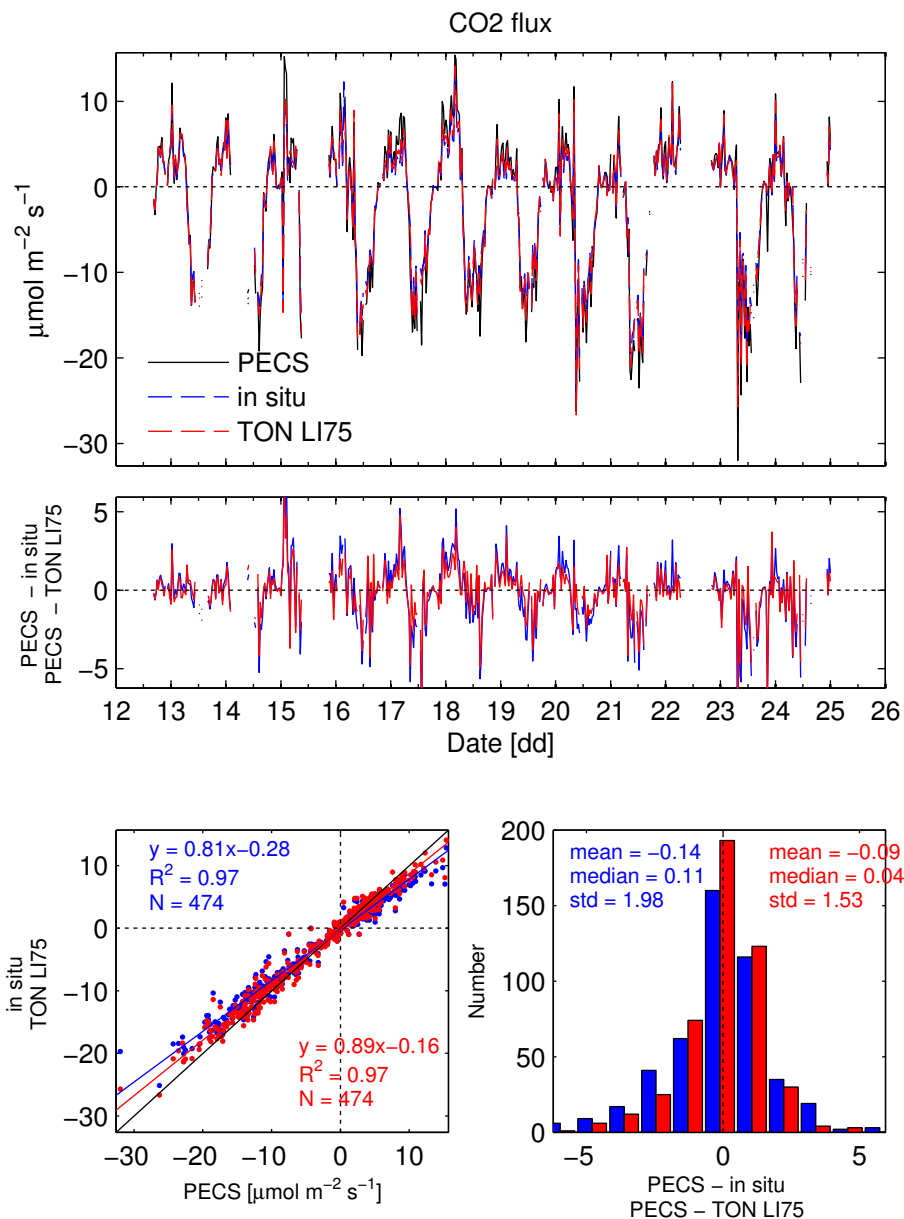 CO2 flux
μmol m−2 s−1
10
0
−10
−20
−30
PECS
in situ
TON LI75
PECS − in situ
PECS − TON LI75
5
0
−5
12 13 14 15 16 17 18 19 20 21 22 23 24 25 26
Date [dd]
in situ
TON LI75
10
0
−10
−20
−30
y = 0.81x−0.28
R2 = 0.97
N = 474
y = 0.89x−0.16
R2 = 0.97
N = 474
−30 −20 −10 0 10
PECS [μmol m−2 s−1]
Number
200
150
100
50
0
mean = −0.14
median = 0.11
std = 1.98
mean = −0.09
median = 0.04
std = 1.53
−5 0 5
PECS − in situ
PECS − TON LI75